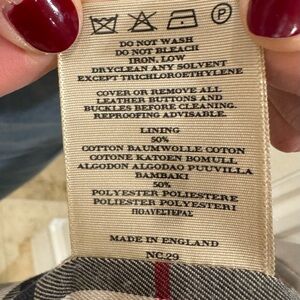 P
DO NOT WASH
DO NOT BLEACH
IRON, LOW
DRYCLEAN ANY SOLVENT
EXCEPT TRICHLOROETHYLENE
COVER OR REMOVE ALL
LEATHER BUTTONS AND
BUCKLES BEFORE CLEANING.
REPROOFING ADVISABLE.
LINING
50%
COTTON BAUMWOLLE COTON
COTONE KATOEN BOMULL
ALGODON ALGODAO PUUVILLA
BAMBAKI
50%
POLYESTER POLIESTERE
POLIESTER POLYESTERI
ΠΟΛΥΕΣΤΕΡΑΣ
MADE IN ENGLAND
NC.29